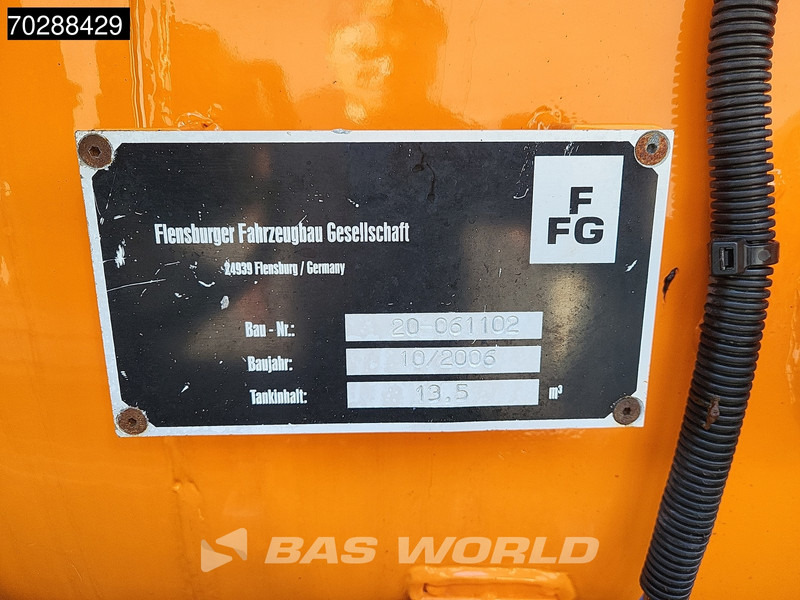 70288429
Flensburger Fahrzeugbau Gesellschaft
24939 Flensburg / Germany
F
FG
Bau - Nr.: 20-061102
Baujahr: 10/2006
Tankinhalt: 13,5 m³
BAS WORLD